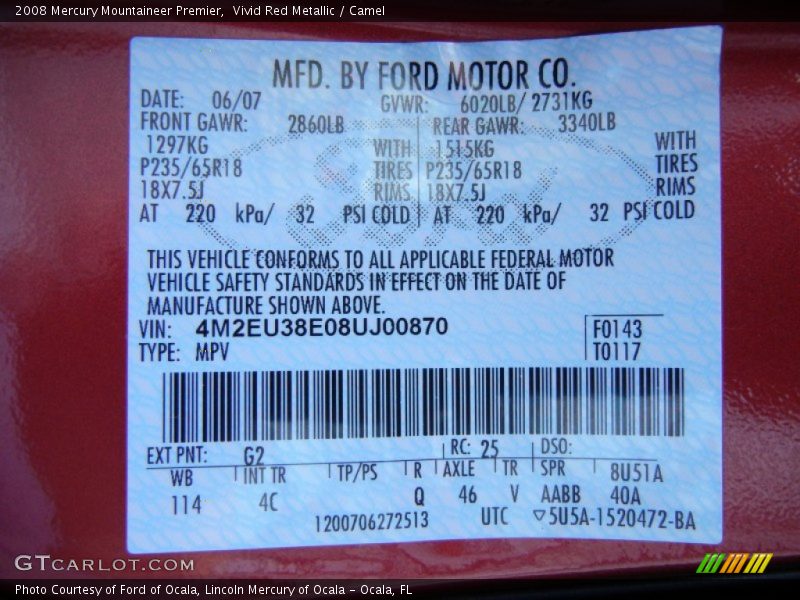 2008 Mercury Mountaineer Premier, Vivid Red Metallic / Camel
MFD. BY FORD MOTOR CO.
DATE: 06/07 GVWR: 6020LB/ 2731KG
FRONT GAWR: 2860LB REAR GAWR: 3340LB
1297KG WITH 1515KG WITH
P235/65R18 TIRES P235/65R18 TIRES
18X7.5J RIMS 18X7.5J RIMS
AT 220 kPa/ 32 PSI COLD AT 220 kPa/ 32 PSI COLD
THIS VEHICLE CONFORMS TO ALL APPLICABLE FEDERAL MOTOR
VEHICLE SAFETY STANDARDS IN EFFECT ON THE DATE OF
MANUFACTURE SHOWN ABOVE.
VIN: 4M2EU38E08UJ00870 F0143
TYPE: MPV T0117
EXT PNT: G2 RC: 25 DSO:
WB INT TR TP/PS R AXLE TR SPR 8U51A
114 4C Q 46 V AABB 40A
1200706272513 UTC ▽5U5A-1520472-BA
GTCARLOT.COM
Photo Courtesy of Ford of Ocala, Lincoln Mercury of Ocala - Ocala, FL